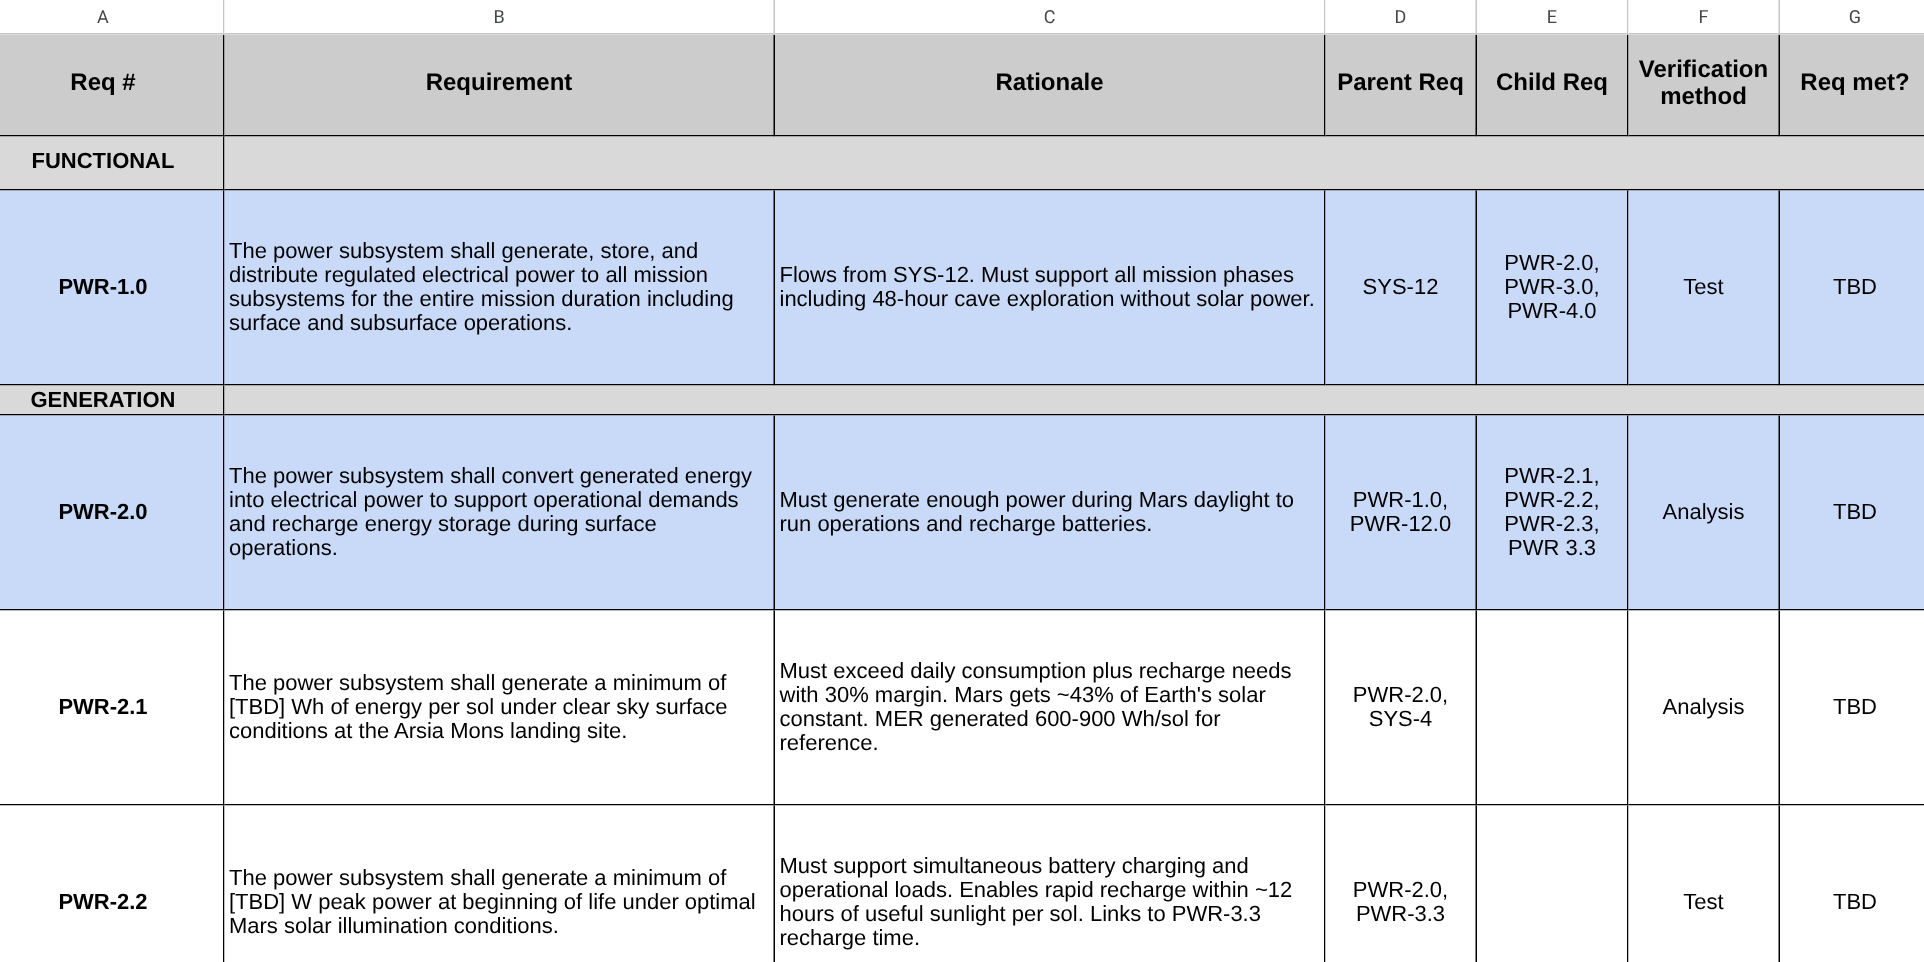 A B C D E F G
Req # Requirement Rationale Parent Req Child Req Verification method Req met?
FUNCTIONAL
PWR-1.0
The power subsystem shall generate, store, and
distribute regulated electrical power to all mission
subsystems for the entire mission duration including
surface and subsurface operations.
Flows from SYS-12. Must support all mission phases
including 48-hour cave exploration without solar power.
SYS-12
PWR-2.0,
PWR-3.0,
PWR-4.0
Test
TBD
GENERATION
PWR-2.0
The power subsystem shall convert generated energy
into electrical power to support operational demands
and recharge energy storage during surface
operations.
Must generate enough power during Mars daylight to
run operations and recharge batteries.
PWR-1.0,
PWR-12.0
PWR-2.1,
PWR-2.2,
PWR-2.3,
PWR 3.3
Analysis
TBD
PWR-2.1
The power subsystem shall generate a minimum of
[TBD] Wh of energy per sol under clear sky surface
conditions at the Arsia Mons landing site.
Must exceed daily consumption plus recharge needs
with 30% margin. Mars gets ~43% of Earth's solar
constant. MER generated 600-900 Wh/sol for
reference.
PWR-2.0,
SYS-4
Analysis
TBD
PWR-2.2
The power subsystem shall generate a minimum of
[TBD] W peak power at beginning of life under optimal
Mars solar illumination conditions.
Must support simultaneous battery charging and
operational loads. Enables rapid recharge within ~12
hours of useful sunlight per sol. Links to PWR-3.3
recharge time.
PWR-2.0,
PWR-3.3
Test
TBD